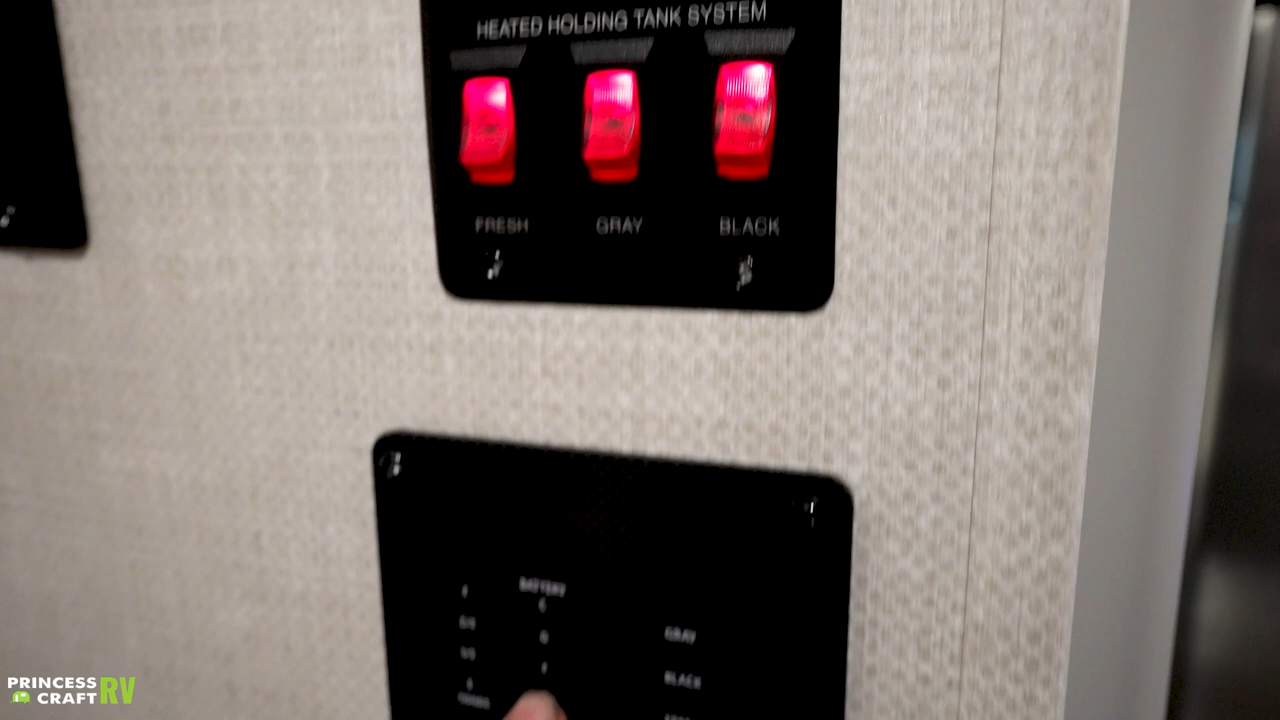 HEATED HOLDING TANK SYSTEM
FRESH GRAY BLACK
BATTERY
GRAY
BLACK
PRINCESS
CRAFT RV